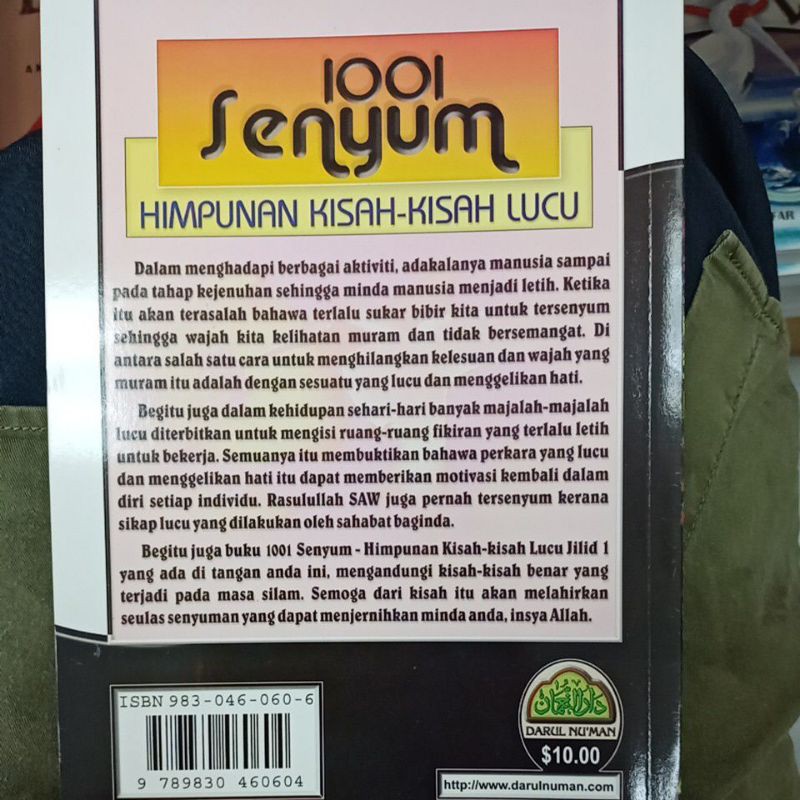 1001
Senyum
HIMPUNAN KISAH-KISAH LUCU
Dalam menghadapi berbagai aktiviti, adakalanya manusia sampai
pada tahap kejenuhan sehingga minda manusia menjadi letih. Ketika
itu akan terasalah bahawa terlalu sukar bibir kita untuk tersenyum
sehingga wajah kita kelihatan muram dan tidak bersemangat. Di
antara salah satu cara untuk menghilangkan kelesuan dan wajah yang
muram itu adalah dengan sesuatu yang lucu dan menggelikan hati.
Begitu juga dalam kehidupan sehari-hari banyak majalah-majalah
lucu diterbitkan untuk mengisi ruang-ruang fikiran yang terlalu letih
untuk bekerja. Semuanya itu membuktikan bahawa perkara yang lucu
dan menggelikan hati itu dapat memberikan motivasi kembali dalam
diri setiap individu. Rasulullah SAW juga pernah tersenyum kerana
sikap lucu yang dilakukan oleh sahabat baginda.
Begitu juga buku 1001 Senyum - Himpunan Kisah-kisah Lucu Jilid 1
yang ada di tangan anda ini, mengandungi kisah-kisah benar yang
terjadi pada masa silam. Semoga dari kisah itu akan melahirkan
seulas senyuman yang dapat menjernihkan minda anda, insya Allah.
ISBN 983-046-060-6
9 789830 460604
دار النعمان
DARUL NU'MAN
$10.00
http://www.darulnuman.com
FAR